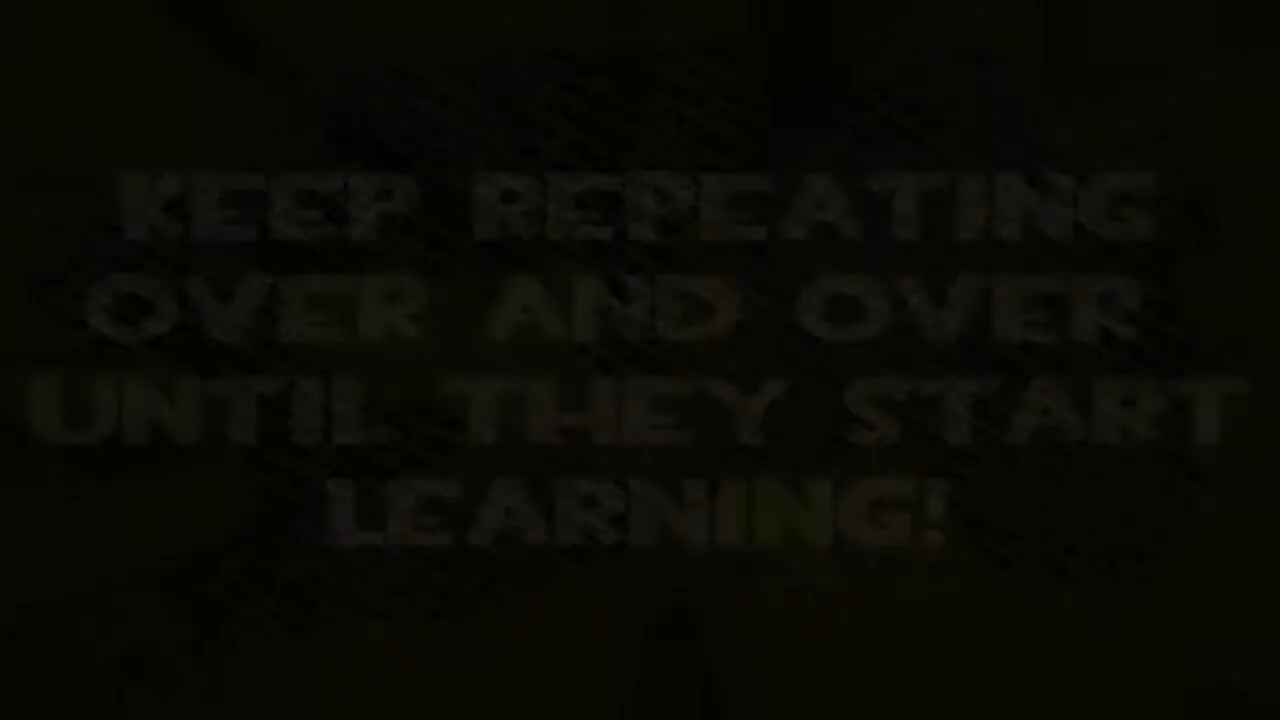 KEEP REPEATING
OVER AND OVER
UNTIL THEY START
LEARNING!